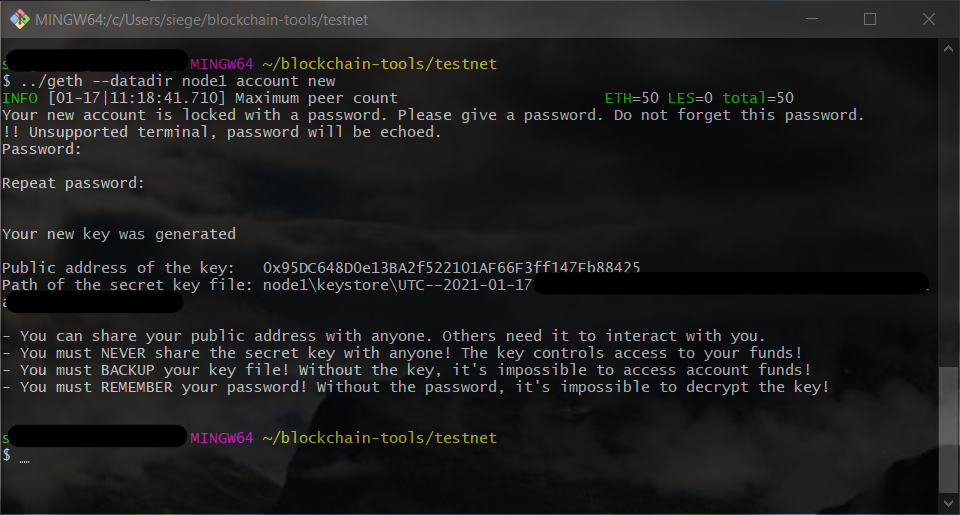 MINGW64:/c/Users/siege/blockchain-tools/testnet
s MINGW64 ~/blockchain-tools/testnet
$ ../geth --datadir node1 account new
INFO [01-17|11:18:41.710] Maximum peer count ETH=50 LES=0 total=50
Your new account is locked with a password. Please give a password. Do not forget this password.
!! Unsupported terminal, password will be echoed.
Password:
Repeat password:
Your new key was generated
Public address of the key: 0x95DC648D0e13BA2f522101AF66F3ff147Fb88425
Path of the secret key file: node1\keystore\UTC--2021-01-17
- You can share your public address with anyone. Others need it to interact with you.
- You must NEVER share the secret key with anyone! The key controls access to your funds!
- You must BACKUP your key file! Without the key, it's impossible to access account funds!
- You must REMEMBER your password! Without the password, it's impossible to decrypt the key!
s MINGW64 ~/blockchain-tools/testnet
$